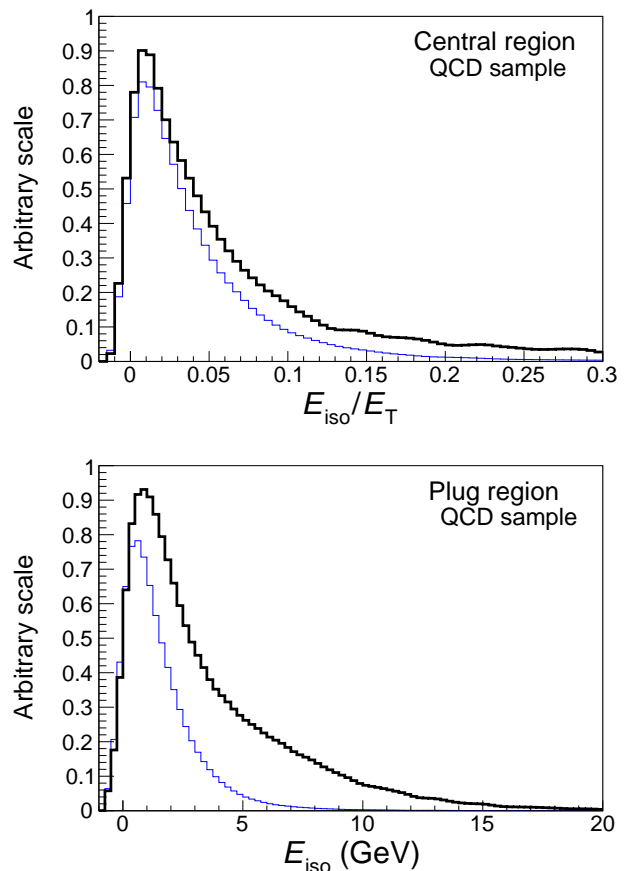 Central region
QCD sample
Arbitrary scale
1
0.9
0.8
0.7
0.6
0.5
0.4
0.3
0.2
0.1
0
0 0.05 0.1 0.15 0.2 0.25 0.3
E_iso/E_T
Plug region
QCD sample
Arbitrary scale
1
0.9
0.8
0.7
0.6
0.5
0.4
0.3
0.2
0.1
0
0 5 10 15 20
E_iso (GeV)